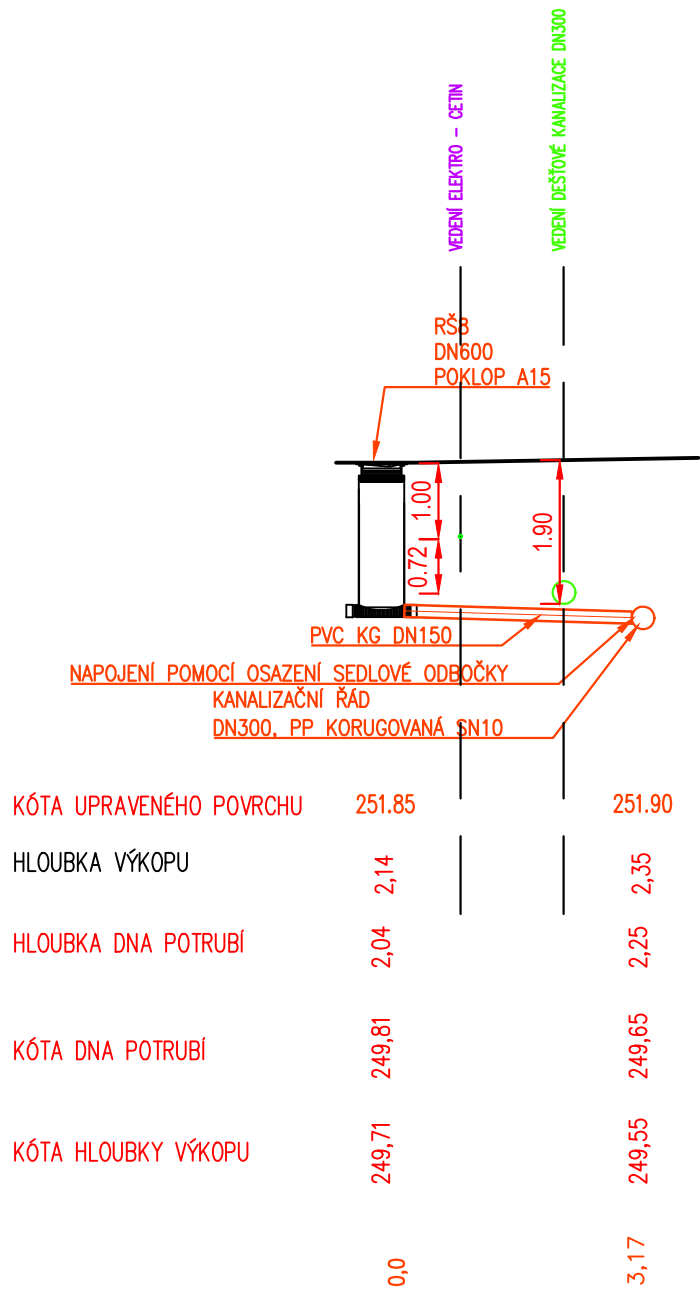 VEDENÍ ELEKTRO - CETIN
VEDENÍ DEŠŤOVÉ KANALIZACE DN300
RŠ8
DN600
POKLOP A15
1.00
0.72
1.90
PVC KG DN150
NAPOJENÍ POMOCÍ OSAZENÍ SEDLOVÉ ODBOČKY
KANALIZAČNÍ ŘÁD
DN300, PP KORUGOVANÁ SN10
KÓTA UPRAVENÉHO POVRCHU 251.85 251.90
HLOUBKA VÝKOPU 2,14 2,35
HLOUBKA DNA POTRUBÍ 2,04 2,25
KÓTA DNA POTRUBÍ 249,81 249,65
KÓTA HLOUBKY VÝKOPU 249,71 249,55
0,0 3,17